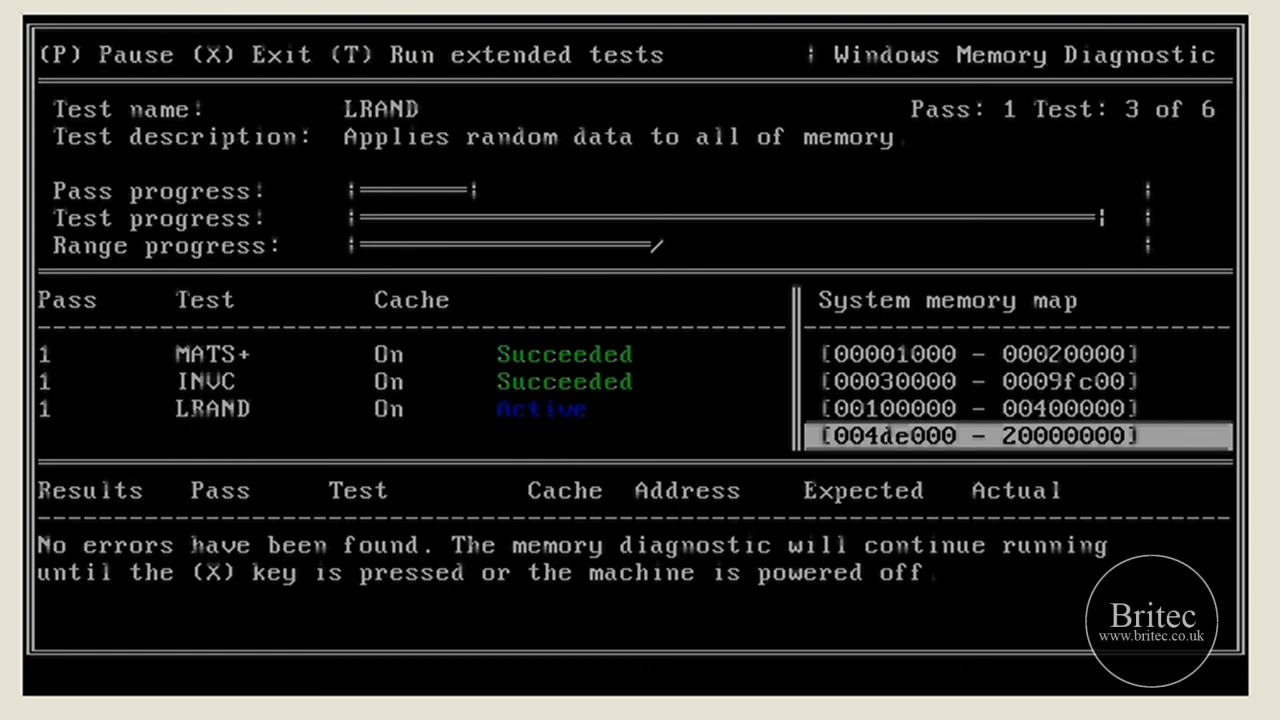 (P) Pause (X) Exit (T) Run extended tests | Windows Memory Diagnostic
Test name: LRAND Pass: 1 Test: 3 of 6
Test description: Applies random data to all of memory
Pass progress:
Test progress:
Range progress:
Pass Test Cache System memory map
1 MATS+ On Succeeded [00001000 - 00020000]
1 INVC On Succeeded [00030000 - 0009fc00]
1 LRAND On Active [00100000 - 00400000]
[004de000 - 20000000]
Results Pass Test Cache Address Expected Actual
No errors have been found. The memory diagnostic will continue running
until the (X) key is pressed or the machine is powered off
Britec
www.britec.co.uk